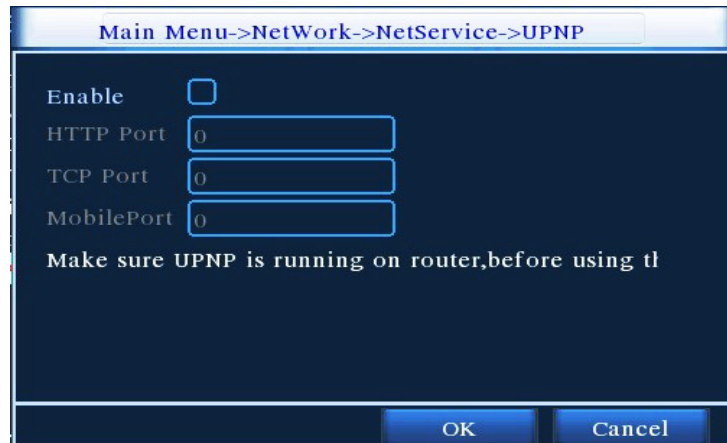 Main Menu->NetWork->NetService->UPNP
Enable
HTTP Port 0
TCP Port 0
MobilePort 0
Make sure UPNP is running on router,before using th
OK Cancel